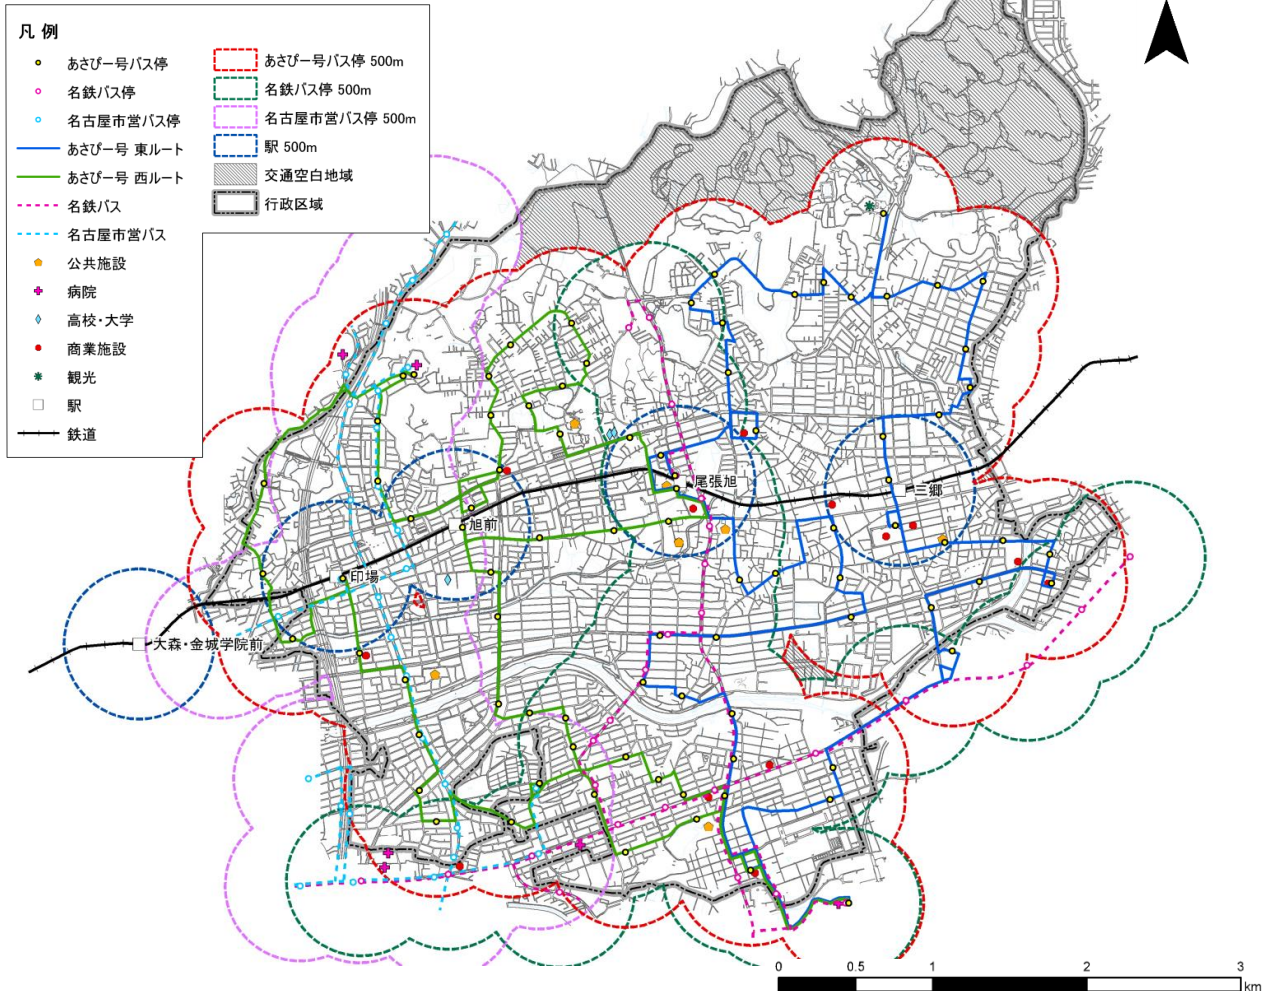 凡 例
あさぴー号バス停
名鉄バス停
名古屋市営バス停
あさぴー号 東ルート
あさぴー号 西ルート
名鉄バス
名古屋市営バス
公共施設
病院
高校・大学
商業施設
観光
駅
鉄道
あさぴー号バス停 500m
名鉄バス停 500m
名古屋市営バス停 500m
駅 500m
交通空白地域
行政区域
尾張旭
三郷
旭前
印場
大森・金城学院前
0 0.5 1 2 3
km